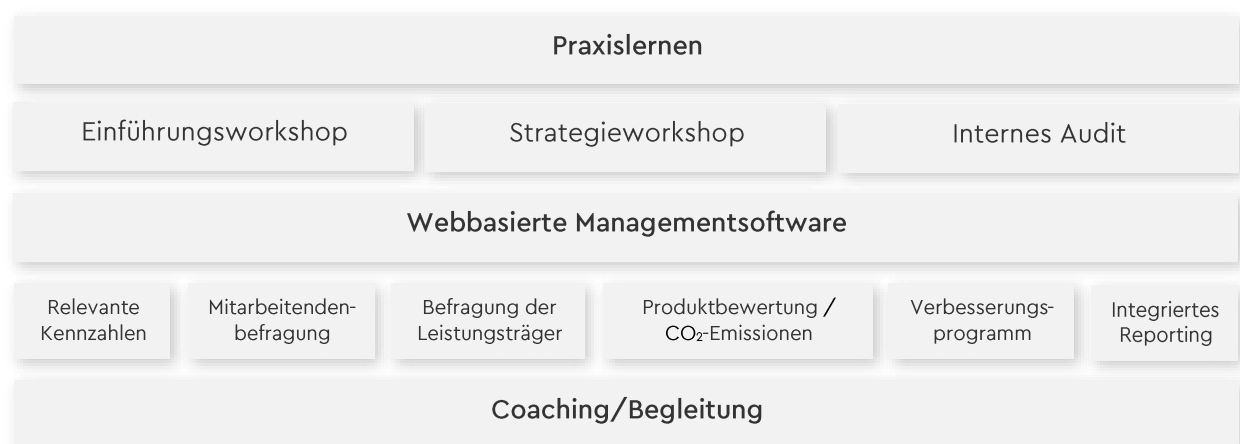 Praxislernen
Einführungsworkshop
Strategieworkshop
Internes Audit
Webbasierte Managementsoftware
Relevante
Kennzahlen
Mitarbeitenden-
befragung
Befragung der
Leistungsträger
Produktbewertung /
CO₂-Emissionen
Verbesserungs-
programm
Integriertes
Reporting
Coaching/Begleitung